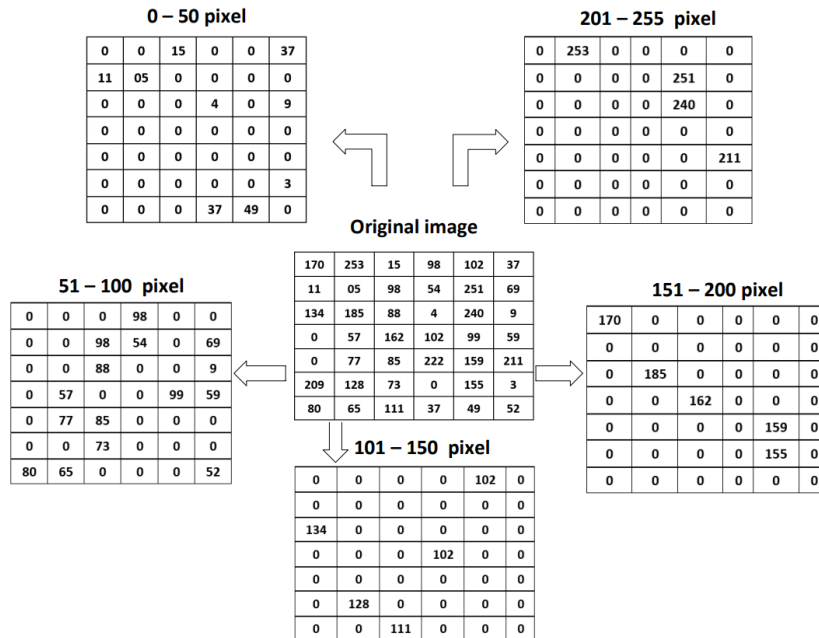 0 – 50 pixel
0 0 15 0 0 37
11 05 0 0 0 0
0 0 0 4 0 9
0 0 0 0 0 0
0 0 0 0 0 0
0 0 0 0 0 3
0 0 0 37 49 0
201 – 255 pixel
0 253 0 0 0 0
0 0 0 0 251 0
0 0 0 0 240 0
0 0 0 0 0 0
0 0 0 0 0 211
0 0 0 0 0 0
0 0 0 0 0 0
Original image
170 253 15 98 102 37
11 05 98 54 251 69
134 185 88 4 240 9
0 57 162 102 99 59
0 77 85 222 159 211
209 128 73 0 155 3
80 65 111 37 49 52
51 – 100 pixel
0 0 0 98 0 0
0 0 98 54 0 69
0 0 88 0 0 9
0 57 0 0 99 59
0 77 85 0 0 0
0 0 73 0 0 0
80 65 0 0 0 52
151 – 200 pixel
170 0 0 0 0 0
0 0 0 0 0 0
0 185 0 0 0 0
0 0 162 0 0 0
0 0 0 0 159 0
0 0 0 0 155 0
0 0 0 0 0 0
101 – 150 pixel
0 0 0 0 102 0
0 0 0 0 0 0
134 0 0 0 0 0
0 0 0 102 0 0
0 0 0 0 0 0
0 128 0 0 0 0
0 0 111 0 0 0